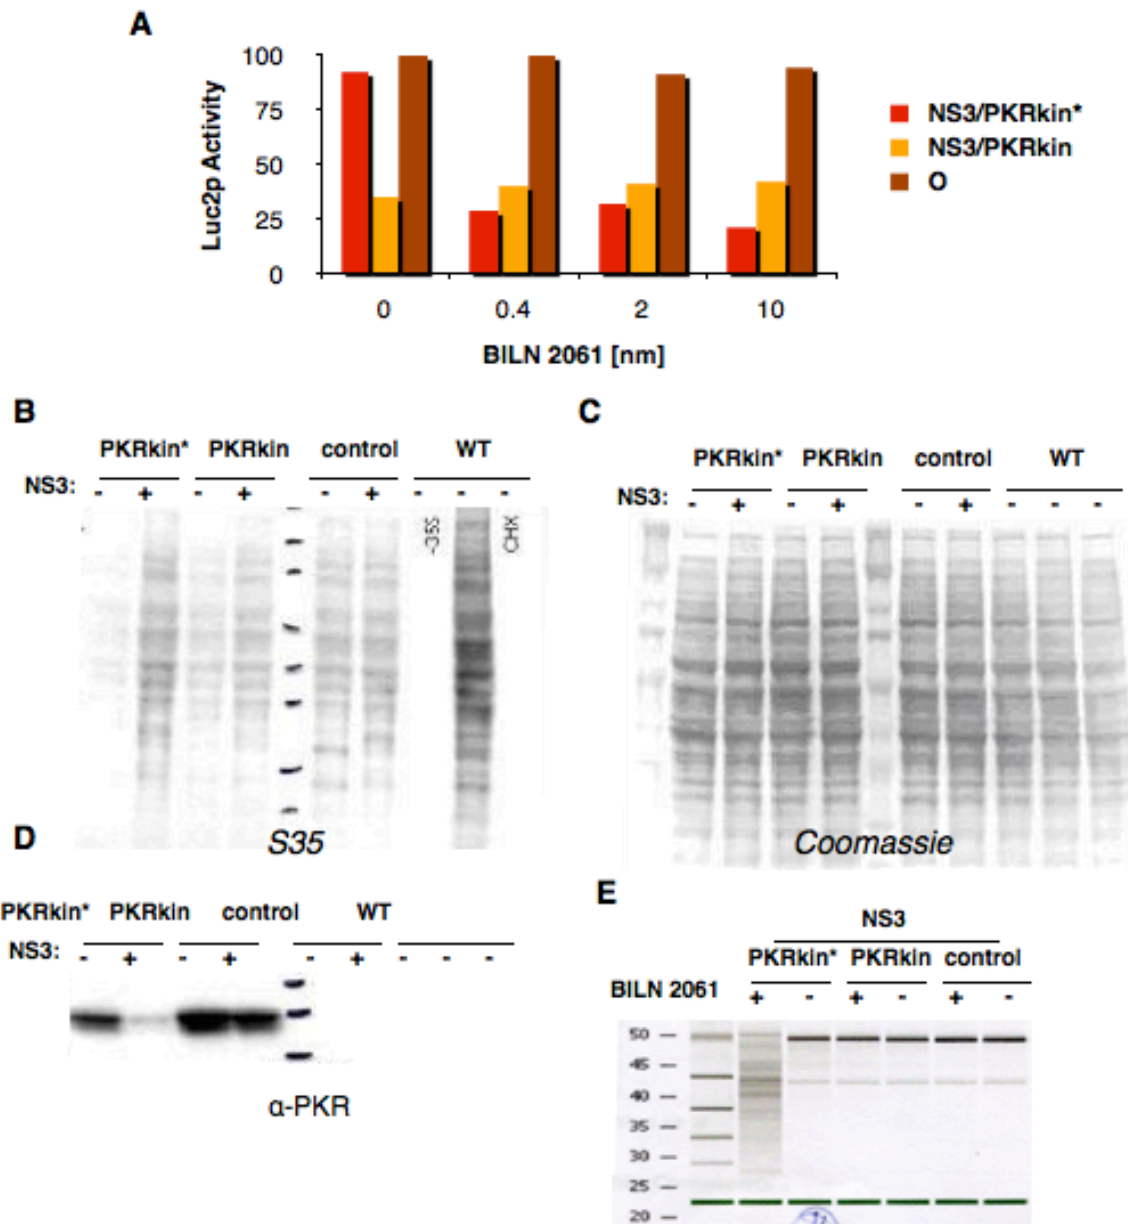 A
100
75
50
25
0
Luc2p Activity
0 0.4 2 10
BILN 2061 [nm]
NS3/PKRkin*
NS3/PKRkin
O
B
PKRkin* PKRkin control WT
NS3: - + - + - + - - -
-35S CHX
S35
C
PKRkin* PKRkin control WT
NS3: - + - + - + - - -
Coomassie
D
PKRkin* PKRkin control WT
NS3: - + - + - + - - -
α-PKR
E
NS3
PKRkin* PKRkin control
BILN 2061 + - + - + -
50
45
40
35
30
25
20